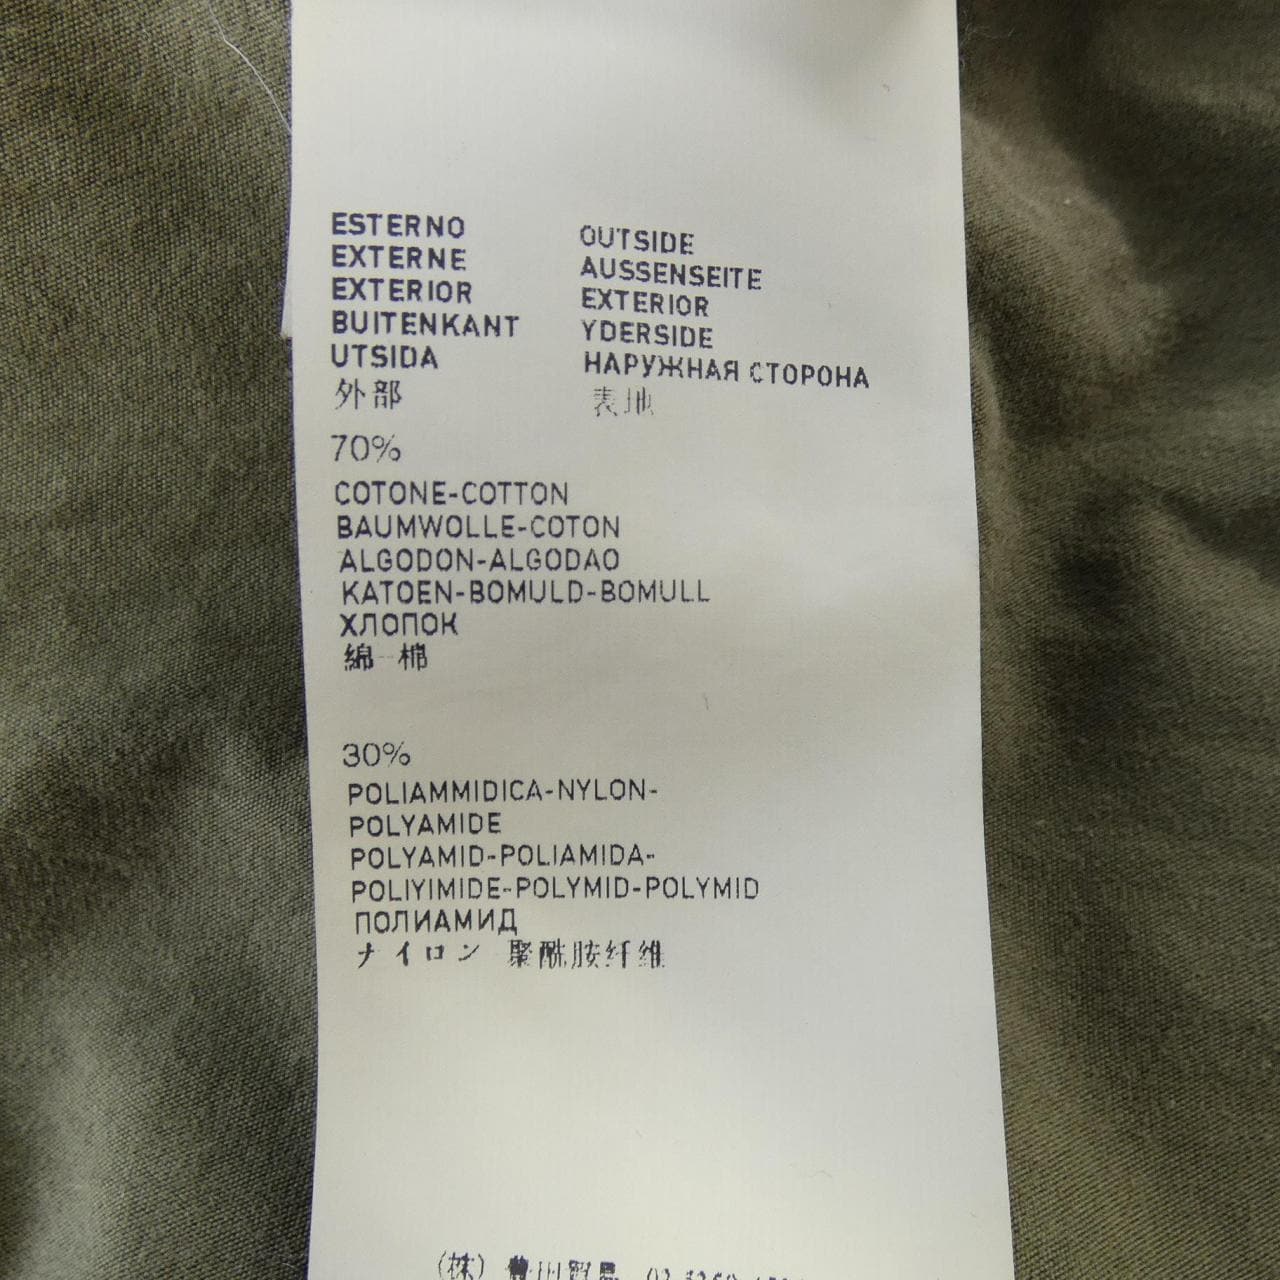 ESTERNO OUTSIDE
EXTERNE AUSSENSEITE
EXTERIOR EXTERIOR
BUITENKANT YDERSIDE
UTSIDA НАРУЖНАЯ СТОРОНА
外部 表地
70%
COTONE-COTTON
BAUMWOLLE-COTON
ALGODON-ALGODAO
KATOEN-BOMULD-BOMULL
ХЛОПОК
綿-棉
30%
POLIAMMIDICA-NYLON-
POLYAMIDE
POLYAMID-POLIAMIDA-
POLIYIMIDE-POLYMID-POLYMID
ПОЛИАМИД
ナイロン 聚酰胺纤维
(株)